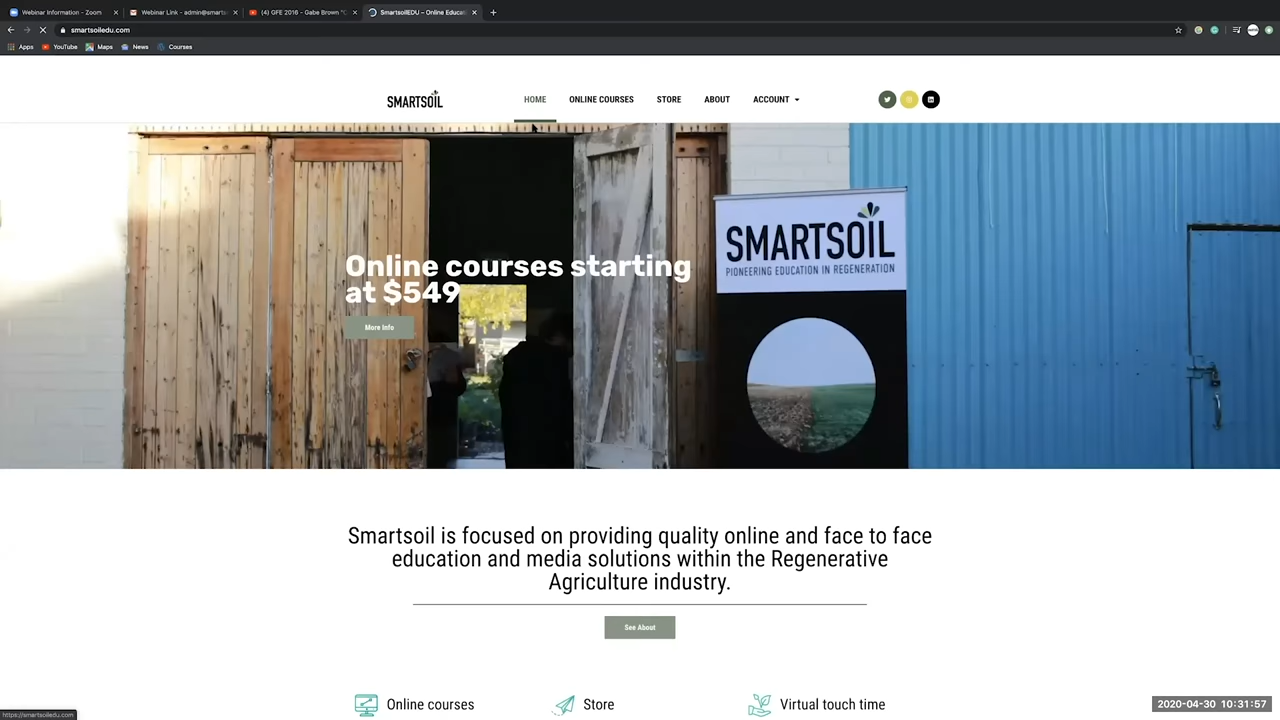 Webinar Information - Zoom
Webinar Link - admin@smarts
(4) GFE 2016 - Gabe Brown "
SmartsoilEDU – Online Educa
smartsoiledu.com
Apps
YouTube
Maps
News
Courses
SMARTSOIL
HOME
ONLINE COURSES
STORE
ABOUT
ACCOUNT
SMARTSOIL
PIONEERING EDUCATION IN REGENERATION
Online courses starting
at $549
More Info
Smartsoil is focused on providing quality online and face to face
education and media solutions within the Regenerative
Agriculture industry.
See About
Online courses
Store
Virtual touch time
https://smartsoiledu.com
2020-04-30 10:31:57